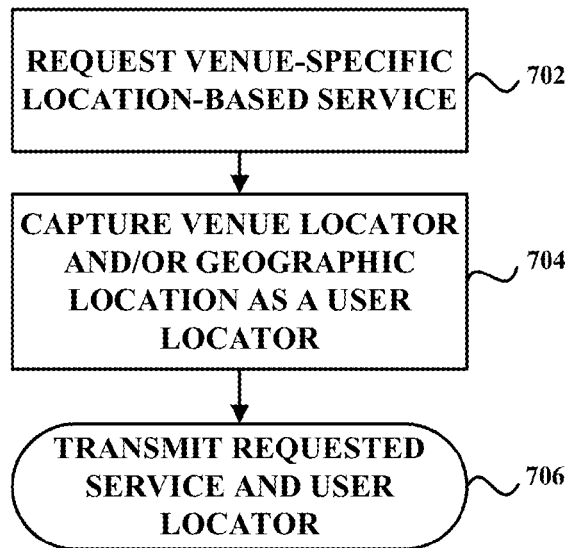 REQUEST VENUE-SPECIFIC
LOCATION-BASED SERVICE
702
CAPTURE VENUE LOCATOR
AND/OR GEOGRAPHIC
LOCATION AS A USER
LOCATOR
704
TRANSMIT REQUESTED
SERVICE AND USER
LOCATOR
706